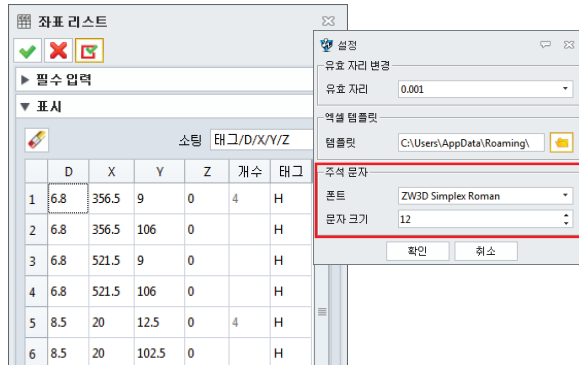 좌표 리스트
필수 입력
표시
소팅 태그/D/X/Y/Z
D X Y Z 개수 태그
1 6.8 356.5 9 0 4 H
2 6.8 356.5 106 0 H
3 6.8 521.5 9 0 H
4 6.8 521.5 106 0 H
5 8.5 20 12.5 0 4 H
6 8.5 20 102.5 0 H
설정
유효 자리 변경
유효 자리 0.001
엑셀 템플릿
템플릿 C:\Users\AppData\Roaming\
주석 문자
폰트 ZW3D Simplex Roman
문자 크기 12
확인 취소